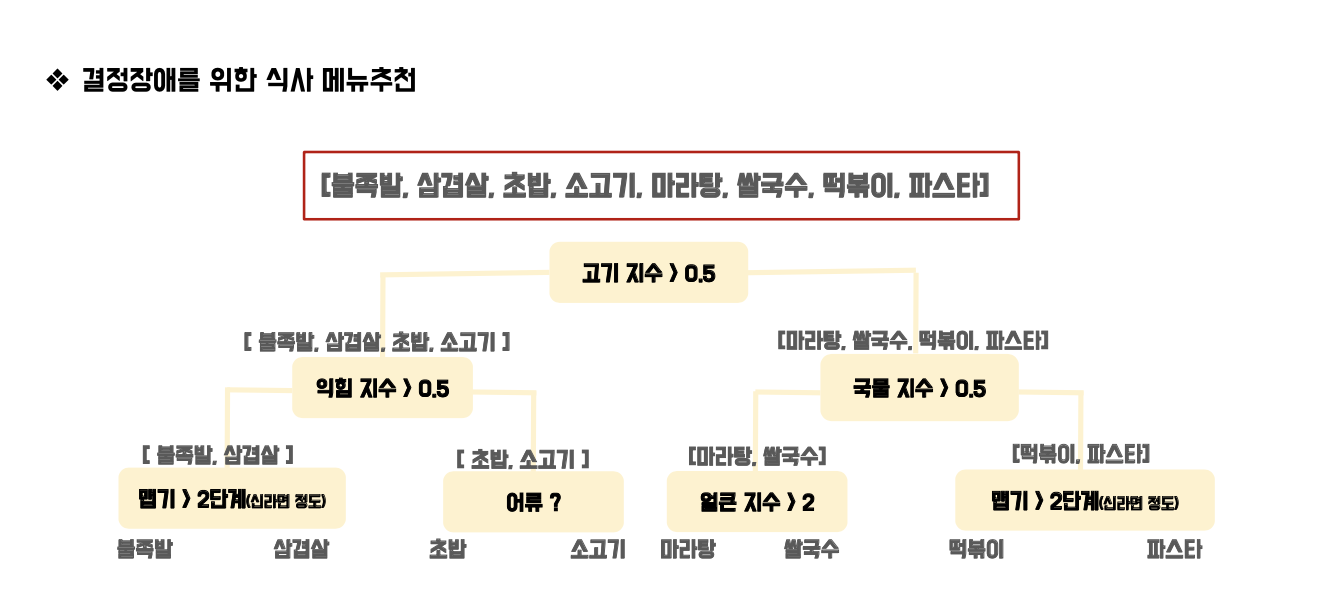 ❖ 결정장애를 위한 식사 메뉴추천
[불족발, 삼겹살, 초밥, 소고기, 마라탕, 쌀국수, 떡볶이, 파스타]
고기 지수 > 0.5
[ 불족발, 삼겹살, 초밥, 소고기 ]
[마라탕, 쌀국수, 떡볶이, 파스타]
익힘 지수 > 0.5
국물 지수 > 0.5
[ 불족발, 삼겹살 ]
[ 초밥, 소고기 ]
[마라탕, 쌀국수]
[떡볶이, 파스타]
맵기 > 2단계(신라면 정도)
어류 ?
얼큰 지수 > 2
맵기 > 2단계(신라면 정도)
불족발 삼겹살 초밥 소고기 마라탕 쌀국수 떡볶이 파스타